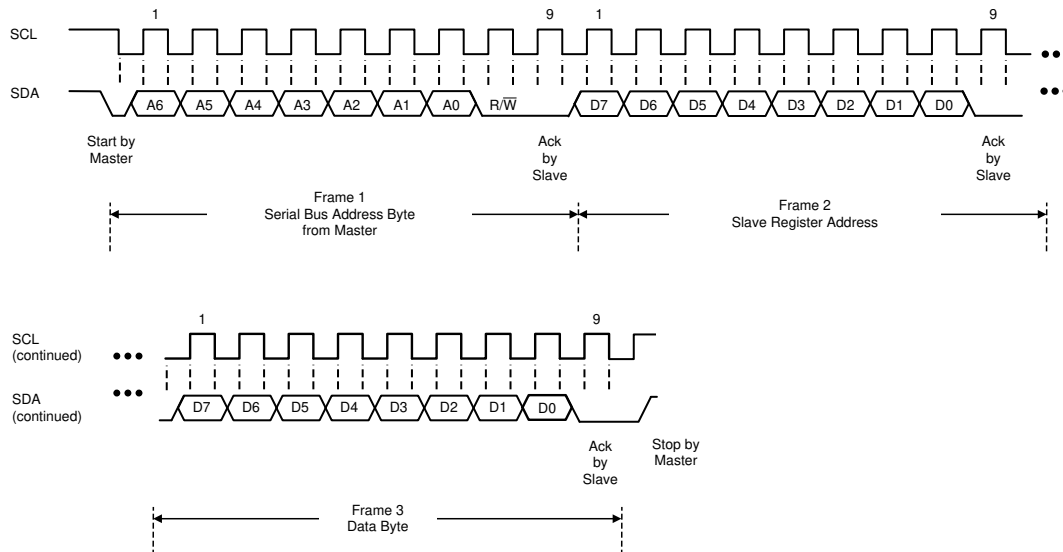 1 9 1 9
SCL
SDA A6 A5 A4 A3 A2 A1 A0 R/W̅ D7 D6 D5 D4 D3 D2 D1 D0
Start by
Master
Ack
by
Slave
Ack
by
Slave
Frame 1
Serial Bus Address Byte
from Master
Frame 2
Slave Register Address
1 9
SCL
(continued)
SDA
(continued)
D7 D6 D5 D4 D3 D2 D1 D0
Ack
by
Slave
Stop by
Master
Frame 3
Data Byte